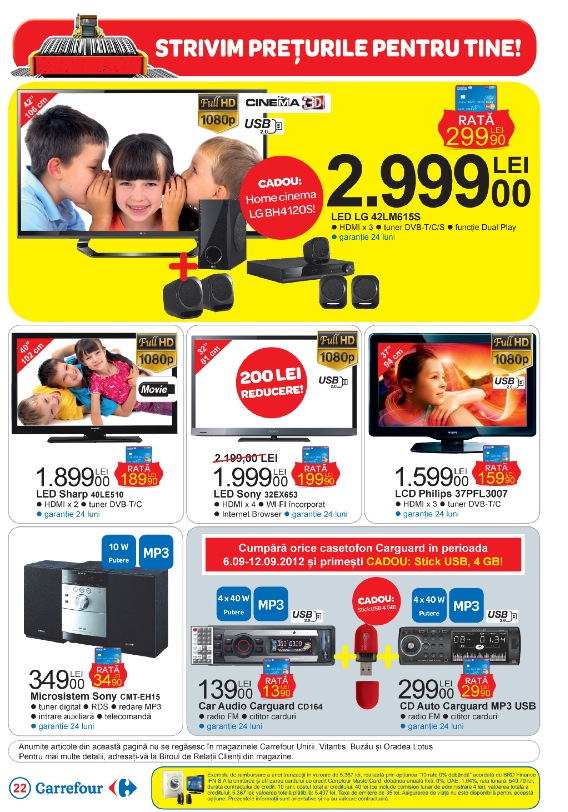 STRIVIM PREȚURILE PENTRU TINE!
42"
106 cm
Full HD
1080p
CINEMA 3D
USB
2.0
RATĂ
299 LEI 90
CADOU:
Home cinema
LG BH4120S!
2.999 LEI 00
LED LG 42LM615S
• HDMI x 3 • tuner DVB-T/C/S • funcție Dual Play
• garanție 24 luni
40"
102 cm
Full HD
1080p
Movie
1.899 LEI 00
RATĂ
189 LEI 90
LED Sharp 40LE510
• HDMI x 2 • tuner DVB-T/C
• garanție 24 luni
32"
81 cm
Full HD
1080p
USB
2.0
200 LEI
REDUCERE!
2.199,00 LEI
1.999 LEI 00
RATĂ
199 LEI 90
LED Sony 32EX653
• HDMI x 4 • WI-FI încorporat
• Internet Browser • garanție 24 luni
37"
94 cm
Full HD
1080p
USB
2.0
1.599 LEI 00
RATĂ
159 LEI 90
LCD Philips 37PFL3007
• HDMI x 3 • tuner DVB-T/C
• garanție 24 luni
10 W
Putere
MP3
349 LEI 00
RATĂ
34 LEI 90
Microsistem Sony CMT-EH15
• tuner digital • RDS • redare MP3
• intrare auxiliară • telecomandă
• garanție 24 luni
Cumpără orice casetofon Carguard în perioada
6.09-12.09.2012 și primești CADOU: Stick USB, 4 GB!
4 x 40 W
Putere
MP3
USB
2.0
CADOU:
Stick USB 4 GB!
4 x 40 W
Putere
MP3
USB
2.0
139 LEI 00
RATĂ
13 LEI 90
Car Audio Carguard CD164
• radio FM • cititor carduri
• garanție 24 luni
299 LEI 00
RATĂ
29 LEI 90
CD Auto Carguard MP3 USB
• radio FM • cititor carduri
• garanție 24 luni
Anumite articole din această pagină nu se regăsesc în magazinele Carrefour Unirii, Vitantis, Buzău și Oradea Lotus.
Pentru mai multe detalii, adresați-vă la Biroul de Relații Clienți din magazine.
22
Carrefour